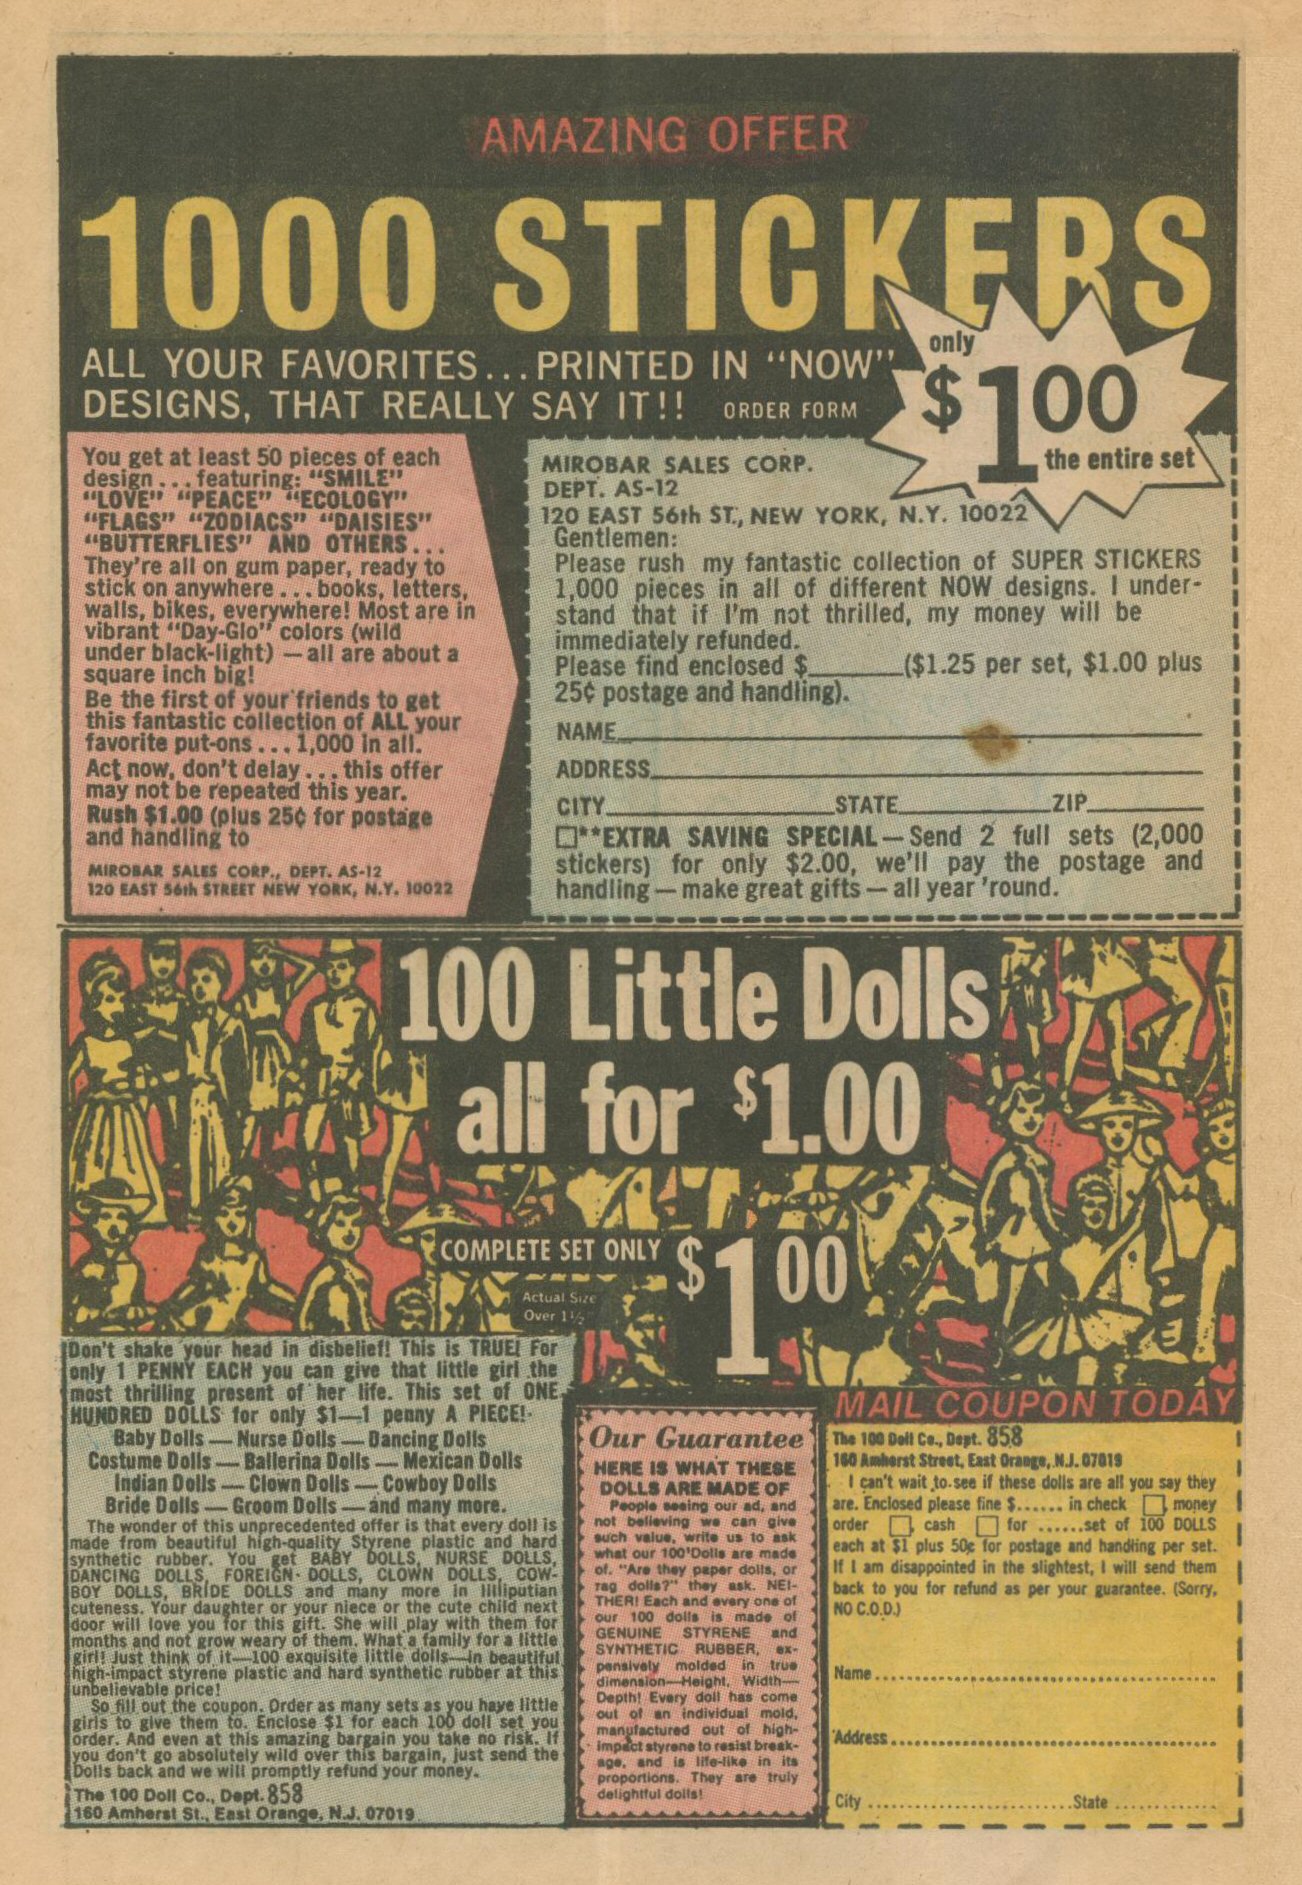 AMAZING OFFER
1000 STICKERS
ALL YOUR FAVORITES...PRINTED IN "NOW"
DESIGNS, THAT REALLY SAY IT!!
ORDER FORM
only
$1.00
the entire set
You get at least 50 pieces of each
design...featuring: "SMILE"
"LOVE" "PEACE" "ECOLOGY"
"FLAGS" "ZODIACS" "DAISIES"
"BUTTERFLIES" AND OTHERS...
They're all on gum paper, ready to
stick on anywhere...books, letters,
walls, bikes, everywhere! Most are in
vibrant "Day-Glo" colors (wild
under black-light) — all are about a
square inch big!
Be the first of your friends to get
this fantastic collection of ALL your
favorite put-ons...1,000 in all.
Act now, don't delay...this offer
may not be repeated this year.
Rush $1.00 (plus 25¢ for postage
and handling to
MIROBAR SALES CORP., DEPT. AS-12
120 EAST 56th STREET NEW YORK, N.Y. 10022
MIROBAR SALES CORP.
DEPT. AS-12
120 EAST 56th ST., NEW YORK, N.Y. 10022
Gentlemen:
Please rush my fantastic collection of SUPER STICKERS
1,000 pieces in all of different NOW designs. I under-
stand that if I'm not thrilled, my money will be
immediately refunded.
Please find enclosed $______($1.25 per set, $1.00 plus
25¢ postage and handling).
NAME
ADDRESS
CITY STATE ZIP
☐**EXTRA SAVING SPECIAL — Send 2 full sets (2,000
stickers) for only $2.00, we'll pay the postage and
handling — make great gifts — all year 'round.
100 Little Dolls
all for $1.00
COMPLETE SET ONLY $1.00
Actual Size
Over 1½"
Don't shake your head in disbelief! This is TRUE! For
only 1 PENNY EACH you can give that little girl the
most thrilling present of her life. This set of ONE
HUNDRED DOLLS for only $1—1 penny A PIECE!
Baby Dolls — Nurse Dolls — Dancing Dolls
Costume Dolls — Ballerina Dolls — Mexican Dolls
Indian Dolls — Clown Dolls — Cowboy Dolls
Bride Dolls — Groom Dolls — and many more.
The wonder of this unprecedented offer is that every doll is
made from beautiful high-quality Styrene plastic and hard
synthetic rubber. You get BABY DOLLS, NURSE DOLLS,
DANCING DOLLS, FOREIGN DOLLS, CLOWN DOLLS, COW-
BOY DOLLS, BRIDE DOLLS and many more in lilliputian
cuteness. Your daughter or your niece or the cute child next
door will love you for this gift. She will play with them for
months and not grow weary of them. What a family for a little
girl! Just think of it—100 exquisite little dolls—in beautiful
high-impact styrene plastic and hard synthetic rubber at this
unbelievable price!
So fill out the coupon. Order as many sets as you have little
girls to give them to. Enclose $1 for each 100 doll set you
order. And even at this amazing bargain you take no risk. If
you don't go absolutely wild over this bargain, just send the
Dolls back and we will promptly refund your money.
The 100 Doll Co., Dept. 858
160 Amherst St., East Orange, N.J. 07019
Our Guarantee
HERE IS WHAT THESE
DOLLS ARE MADE OF
People seeing our ad, and
not believing we can give
such value, write us to ask
what our 100 Dolls are made
of. "Are they paper dolls, or
rag dolls?" they ask. NEI-
THER! Each and every one of
our 100 dolls is made of
GENUINE STYRENE and
SYNTHETIC RUBBER, ex-
pensively molded in true
dimension—Height, Width—
Depth! Every doll has come
out of an individual mold,
manufactured out of high-
impact styrene to resist break-
age, and is life-like in its
proportions. They are truly
delightful dolls!
MAIL COUPON TODAY
The 100 Doll Co., Dept. 858
160 Amherst Street, East Orange, N.J. 07019
I can't wait to see if these dolls are all you say they
are. Enclosed please fine $...... in check ☐, money
order ☐, cash ☐ for ......set of 100 DOLLS
each at $1 plus 50¢ for postage and handling per set.
If I am disappointed in the slightest, I will send them
back to you for refund as per your guarantee. (Sorry,
NO C.O.D.)
Name
Address
City State